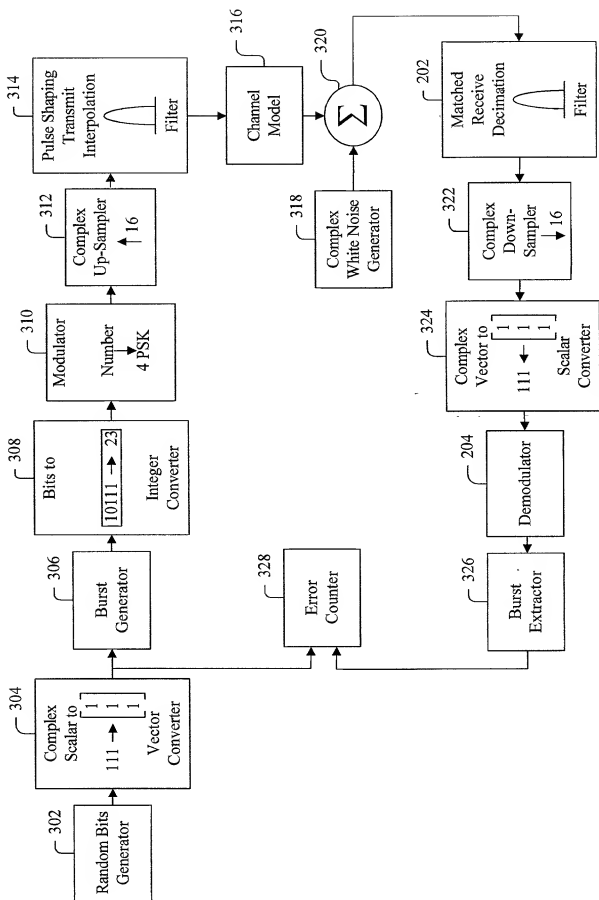 302
Random Bits
Generator
304
Complex
Scalar to
111 → [1 1 1]
Vector
Converter
306
Burst
Generator
308
Bits to
10111 → 23
Integer
Converter
310
Modulator
Number
4 PSK
312
Complex
Up-Sampler
↑ 16
314
Pulse Shaping
Transmit
Interpolation
Filter
316
Channel
Model
318
Complex
White Noise
Generator
320
Σ
202
Matched
Receive
Decimation
Filter
322
Complex
Down-
Sampler
↓ 16
324
Complex
Vector to
111 ← [1 1 1]
Scalar
Converter
204
Demodulator
326
Burst
Extractor
328
Error
Counter